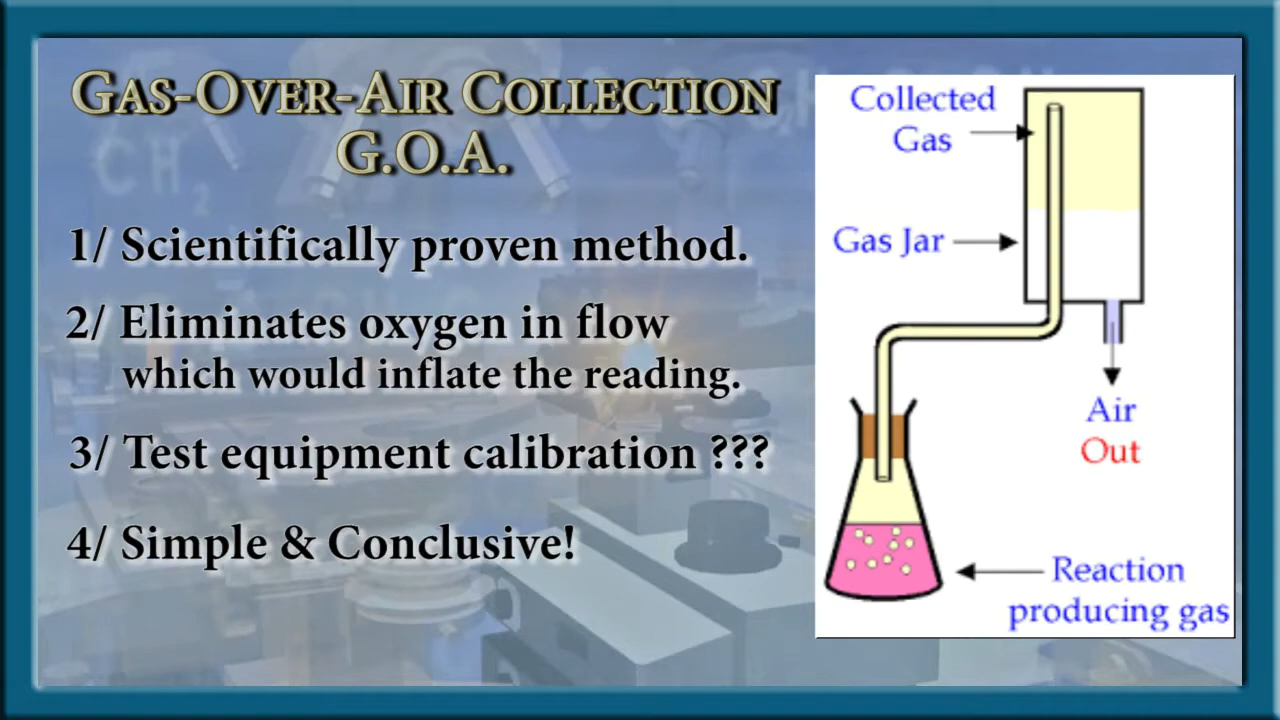 GAS-OVER-AIR COLLECTION
G.O.A.
1/ Scientifically proven method.
2/ Eliminates oxygen in flow
which would inflate the reading.
3/ Test equipment calibration ???
4/ Simple & Conclusive!
Collected
Gas
Gas Jar
Air
Out
Reaction
producing gas
CH2